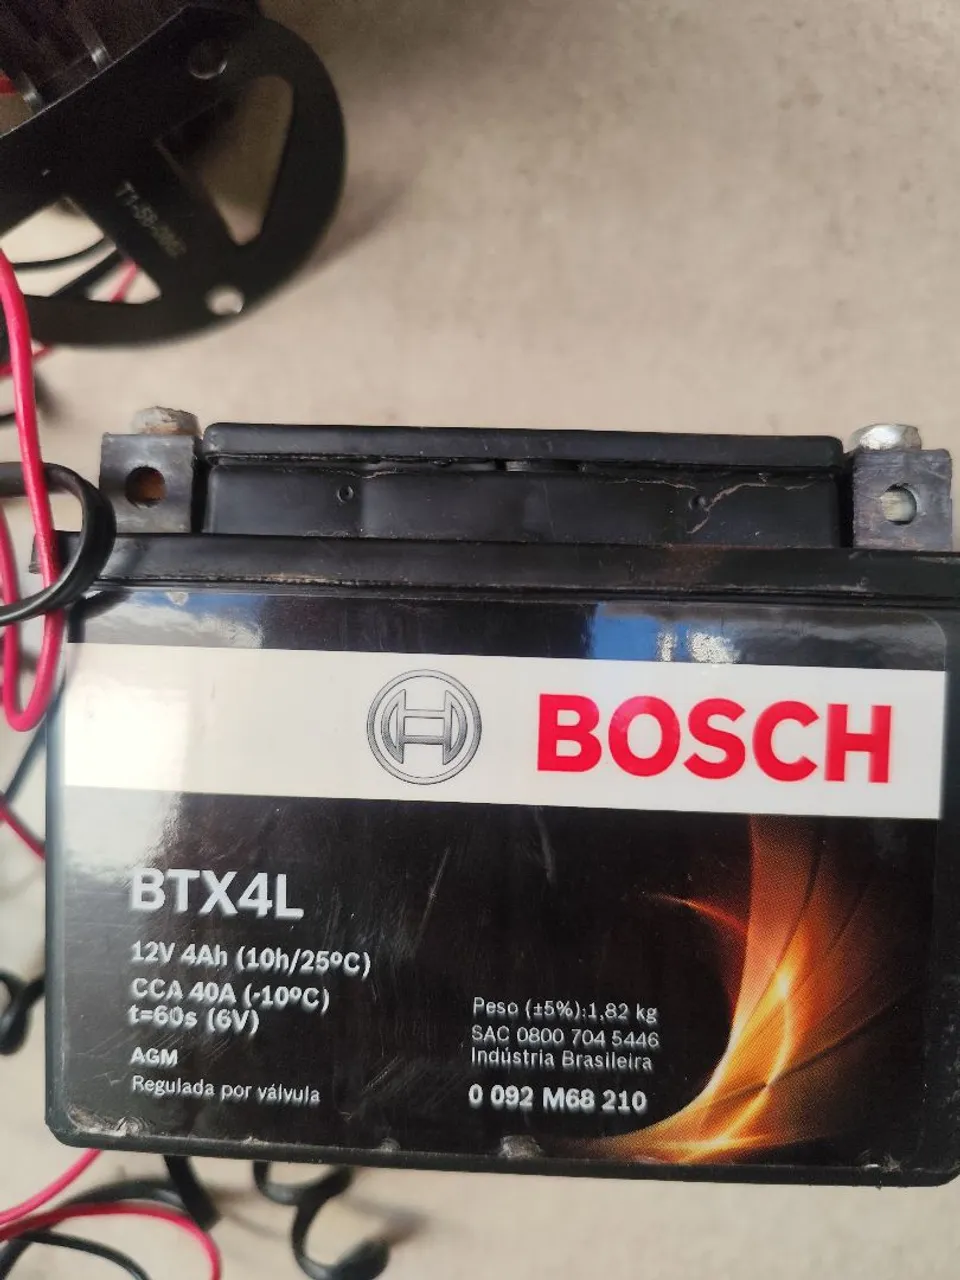 BOSCH
BTX4L
12V 4Ah (10h/25ºC)
CCA 40A (-10ºC)
t=60s (6V)
AGM
Regulada por válvula
Peso (±5%):1,82 kg
SAC 0800 704 5446
Indústria Brasileira
0 092 M68 210